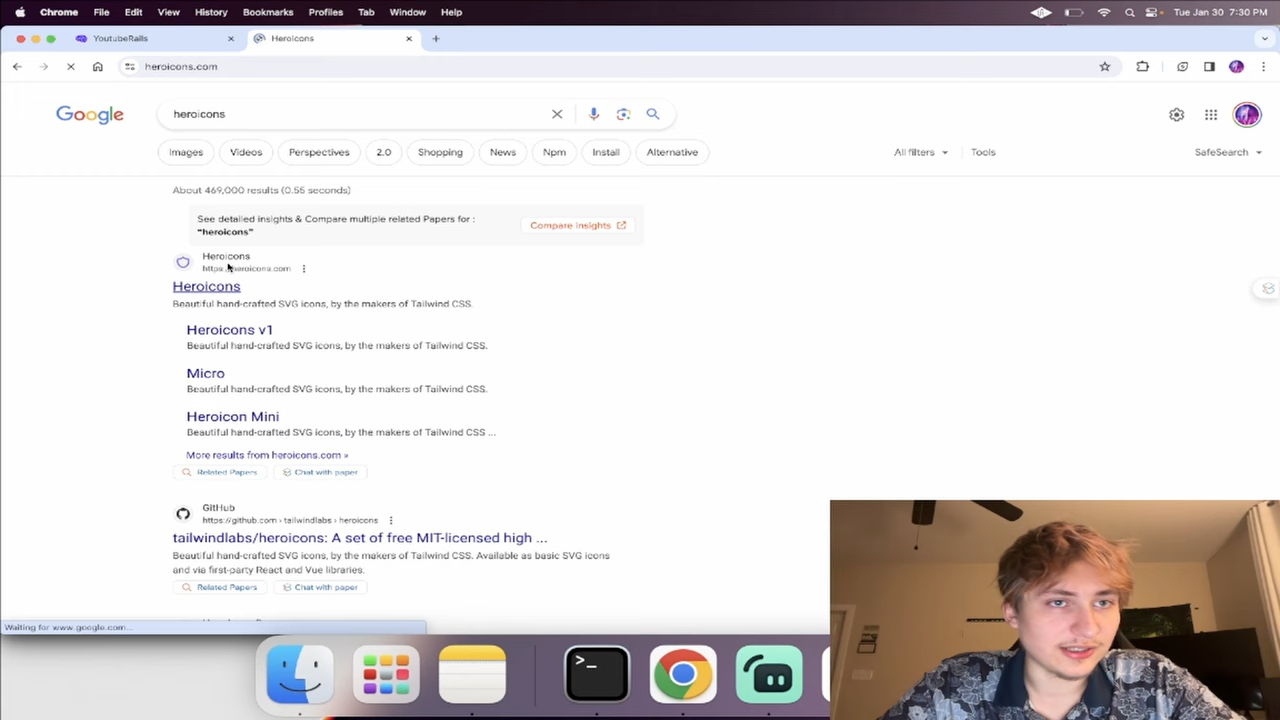 Chrome File Edit View History Bookmarks Profiles Tab Window Help Tue Jan 30 7:30 PM
YoutubeRails Heroicons
heroicons.com
Google heroicons
Images Videos Perspectives 2.0 Shopping News Npm Install Alternative All filters Tools SafeSearch
About 469,000 results (0.55 seconds)
See detailed insights & Compare multiple related Papers for :
"heroicons"
Compare insights
Heroicons
https://heroicons.com
Heroicons
Beautiful hand-crafted SVG icons, by the makers of Tailwind CSS.
Heroicons v1
Beautiful hand-crafted SVG icons, by the makers of Tailwind CSS.
Micro
Beautiful hand-crafted SVG icons, by the makers of Tailwind CSS.
Heroicon Mini
Beautiful hand-crafted SVG icons, by the makers of Tailwind CSS ...
More results from heroicons.com »
Related Papers Chat with paper
GitHub
https://github.com › tailwindlabs › heroicons
tailwindlabs/heroicons: A set of free MIT-licensed high ...
Beautiful hand-crafted SVG icons, by the makers of Tailwind CSS. Available as basic SVG icons
and via first-party React and Vue libraries.
Related Papers Chat with paper
Waiting for www.google.com...